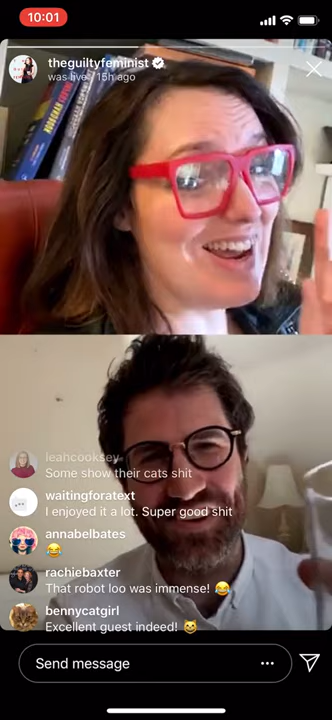 10:01
theguiltyfeminist
was live · 15h ago
leahcooksey
Some show their cats shit
waitingforatext
I enjoyed it a lot. Super good shit
annabelbates
😂
rachiebaxter
That robot loo was immense! 😂
bennycatgirl
Excellent guest indeed! 😸
Send message